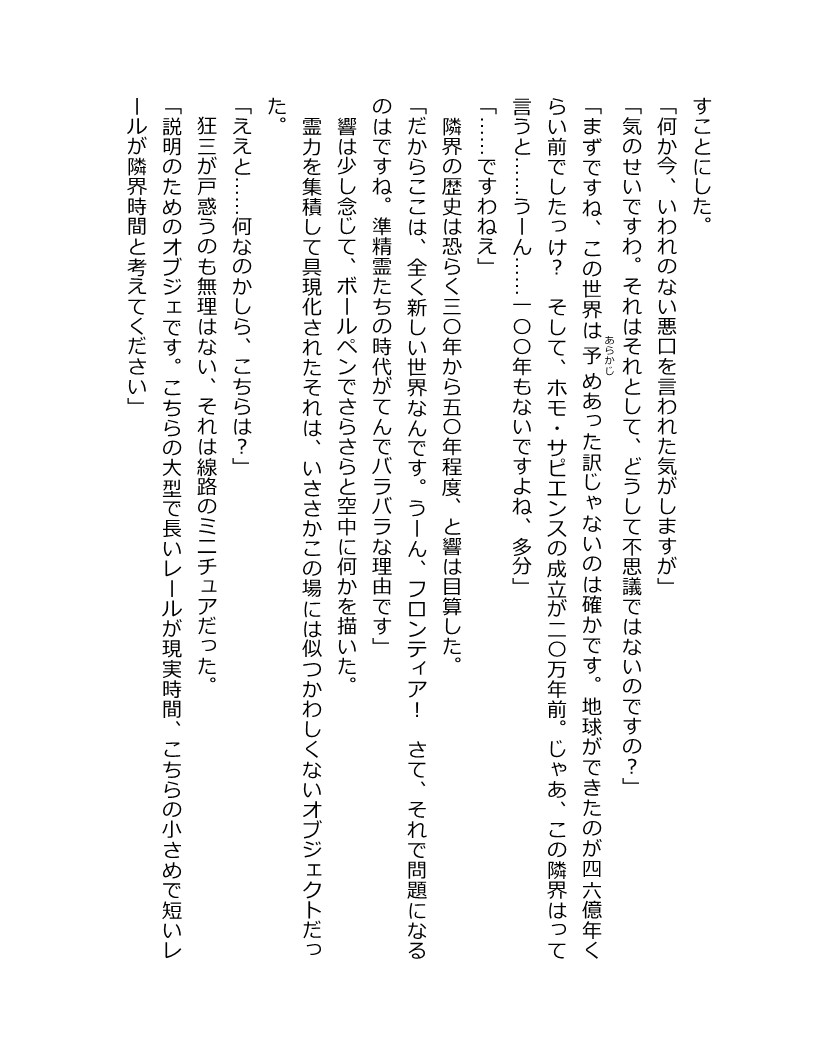 すことにした。
「何か今、いわれのない悪口を言われた気がしますが」
「気のせいですわ。それはそれとして、どうして不思議ではないのですの？」
「まずですね、この世界は予めあった訳じゃないのは確かです。地球ができたのが四六億年く
あらかじ
らい前でしたっけ？　そして、ホモ・サピエンスの成立が二〇万年前。じゃあ、この隣界はって
言うと……うーん……一〇〇年もないですよね、多分」
「……ですわねえ」
隣界の歴史は恐らく三〇年から五〇年程度、と響は目算した。
「だからここは、全く新しい世界なんです。うーん、フロンティア！　さて、それで問題になる
のはですね。準精霊たちの時代がてんでバラバラな理由です」
響は少し念じて、ボールペンでさらさらと空中に何かを描いた。
霊力を集積して具現化されたそれは、いささかこの場には似つかわしくないオブジェクトだっ
た。
「ええと……何なのかしら、こちらは？」
狂三が戸惑うのも無理はない、それは線路のミニチュアだった。
「説明のためのオブジェです。こちらの大型で長いレールが現実時間、こちらの小さめで短いレ
ールが隣界時間と考えてください」